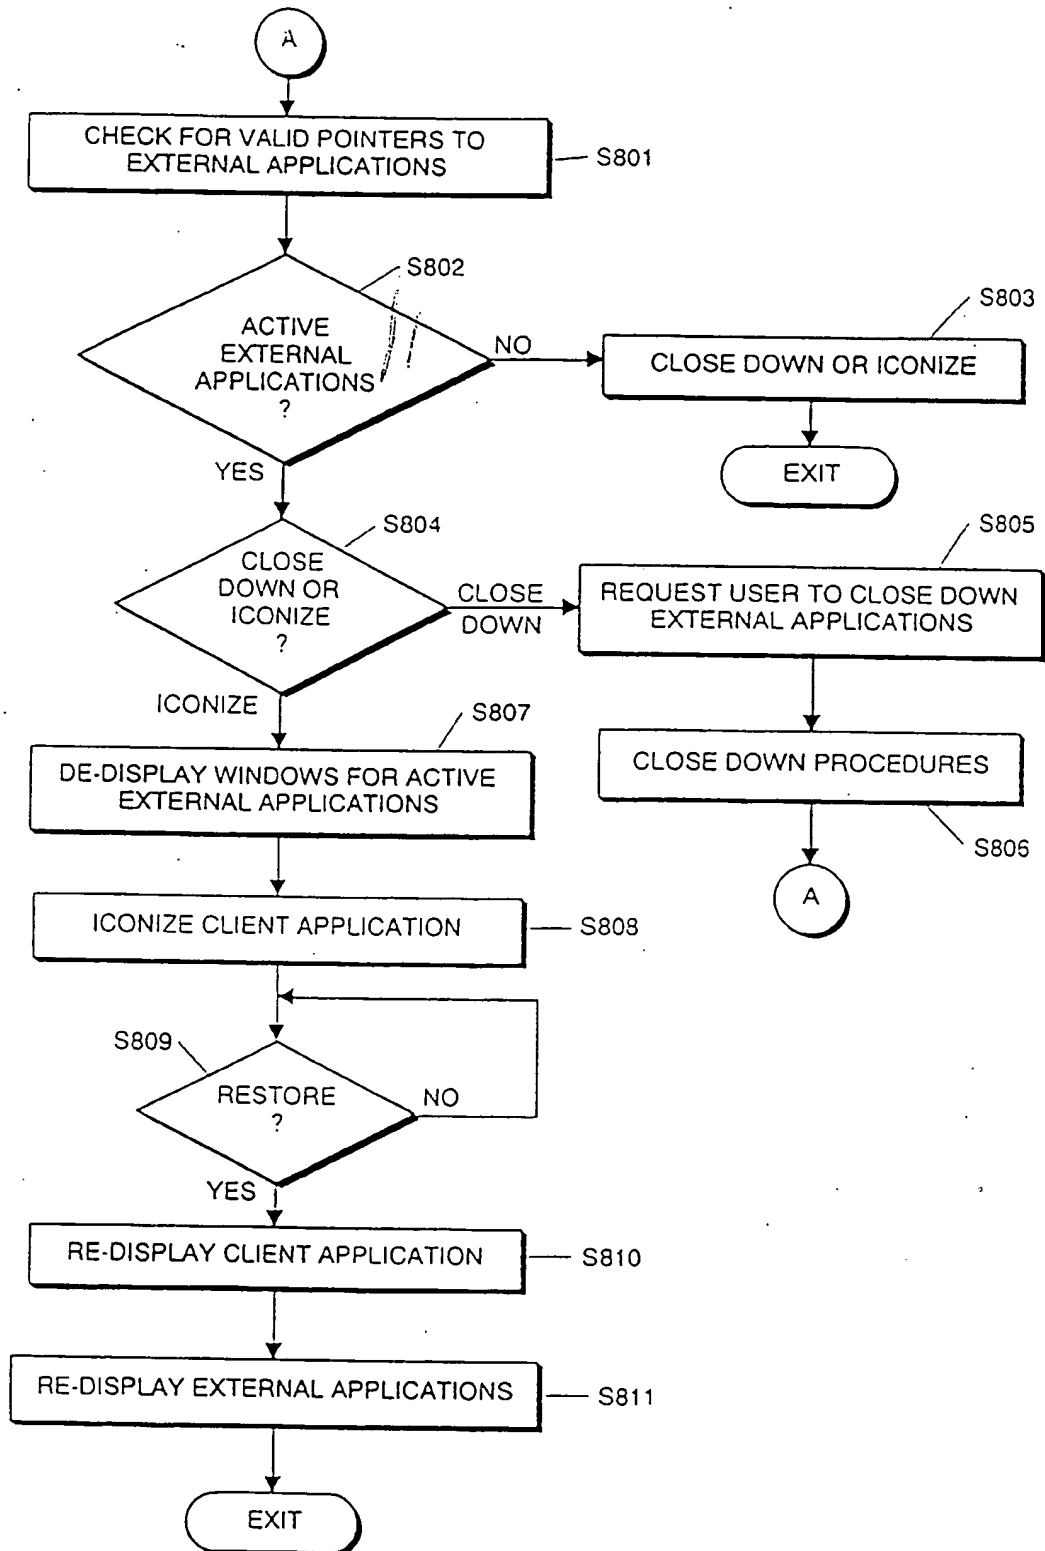 A
CHECK FOR VALID POINTERS TO
EXTERNAL APPLICATIONS
S801
S802
ACTIVE
EXTERNAL
APPLICATIONS
?
NO
S803
CLOSE DOWN OR ICONIZE
EXIT
YES
S804
CLOSE
DOWN OR
ICONIZE
?
CLOSE
DOWN
S805
REQUEST USER TO CLOSE DOWN
EXTERNAL APPLICATIONS
ICONIZE
S807
DE-DISPLAY WINDOWS FOR ACTIVE
EXTERNAL APPLICATIONS
CLOSE DOWN PROCEDURES
S806
A
ICONIZE CLIENT APPLICATION
S808
S809
RESTORE
?
NO
YES
RE-DISPLAY CLIENT APPLICATION
S810
RE-DISPLAY EXTERNAL APPLICATIONS
S811
EXIT